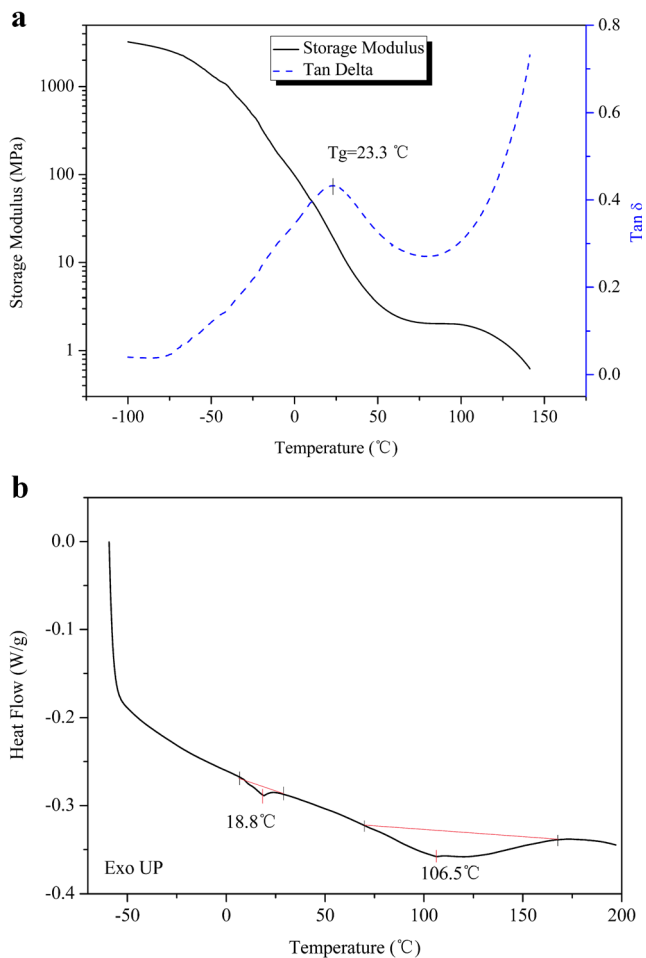 a
Storage Modulus
Tan Delta
Tg=23.3 ℃
1000
100
10
1
0.8
0.6
0.4
0.2
0.0
Storage Modulus (MPa)
Tan δ
-100 -50 0 50 100 150
Temperature (℃)
b
0.0
-0.1
-0.2
-0.3
-0.4
Heat Flow (W/g)
18.8℃
106.5℃
Exo UP
-50 0 50 100 150 200
Temperature (℃)